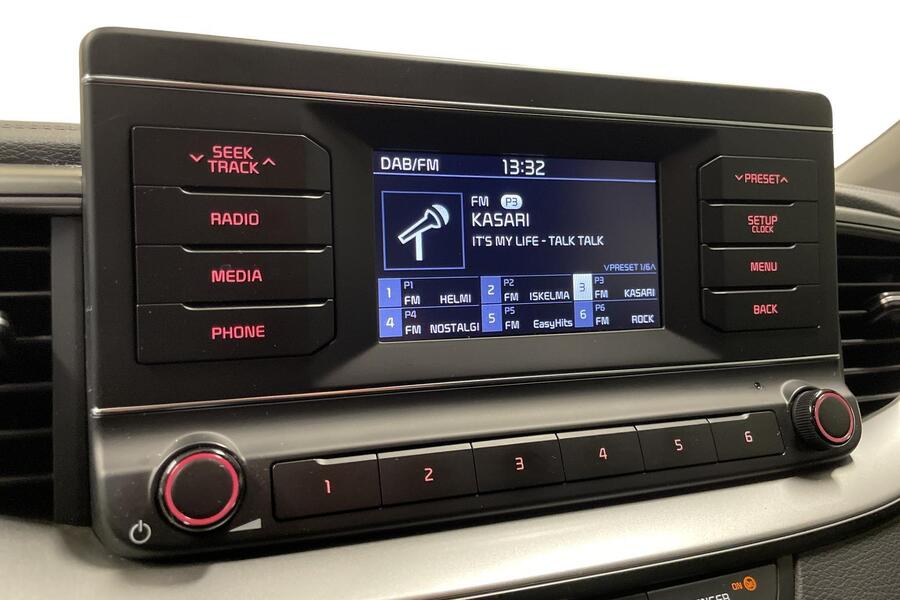 SEEK
TRACK
RADIO
MEDIA
PHONE
DAB/FM 13:32
FM P3
KASARI
IT'S MY LIFE - TALK TALK
PRESET 1/6
1 P1 FM HELMI
2 P2 FM ISKELMA
3 P3 FM KASARI
4 P4 FM NOSTALGI
5 P5 FM EasyHits
6 P6 FM ROCK
PRESET
SETUP
CLOCK
MENU
BACK
1 2 3 4 5 6
ON